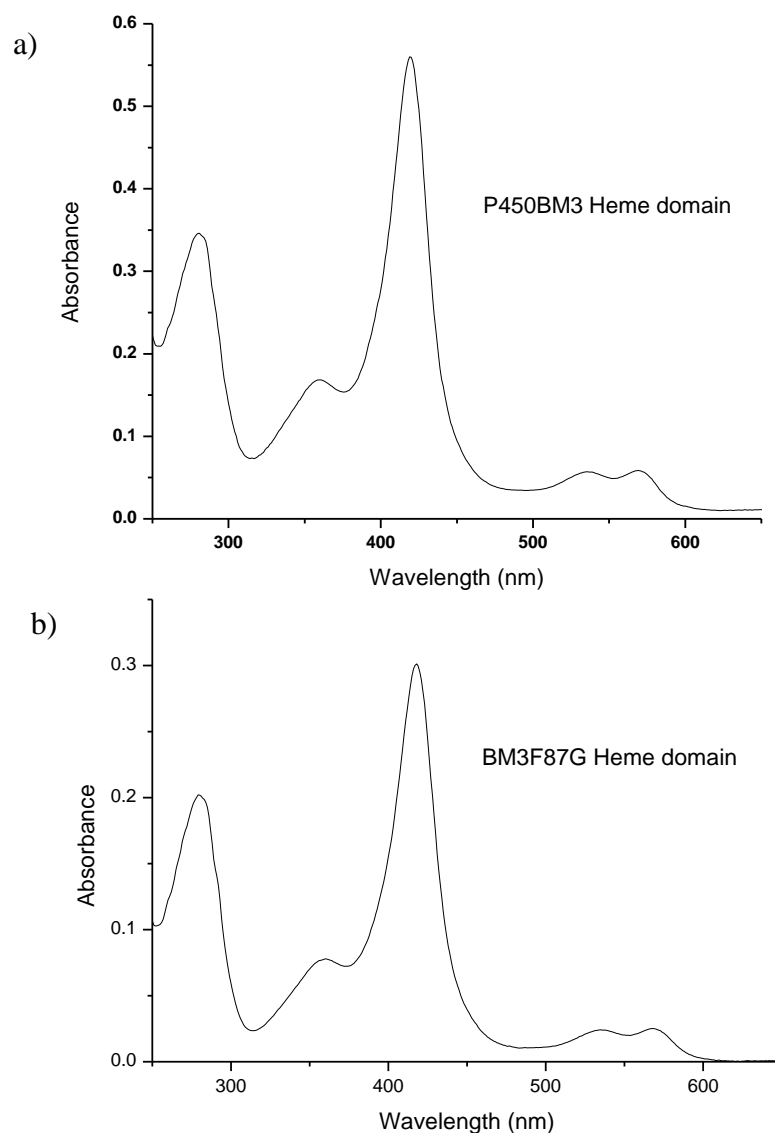 a)
0.6
0.5
0.4
0.3
0.2
0.1
0.0
Absorbance
P450BM3 Heme domain
300 400 500 600
Wavelength (nm)
b)
0.3
0.2
0.1
0.0
Absorbance
BM3F87G Heme domain
300 400 500 600
Wavelength (nm)